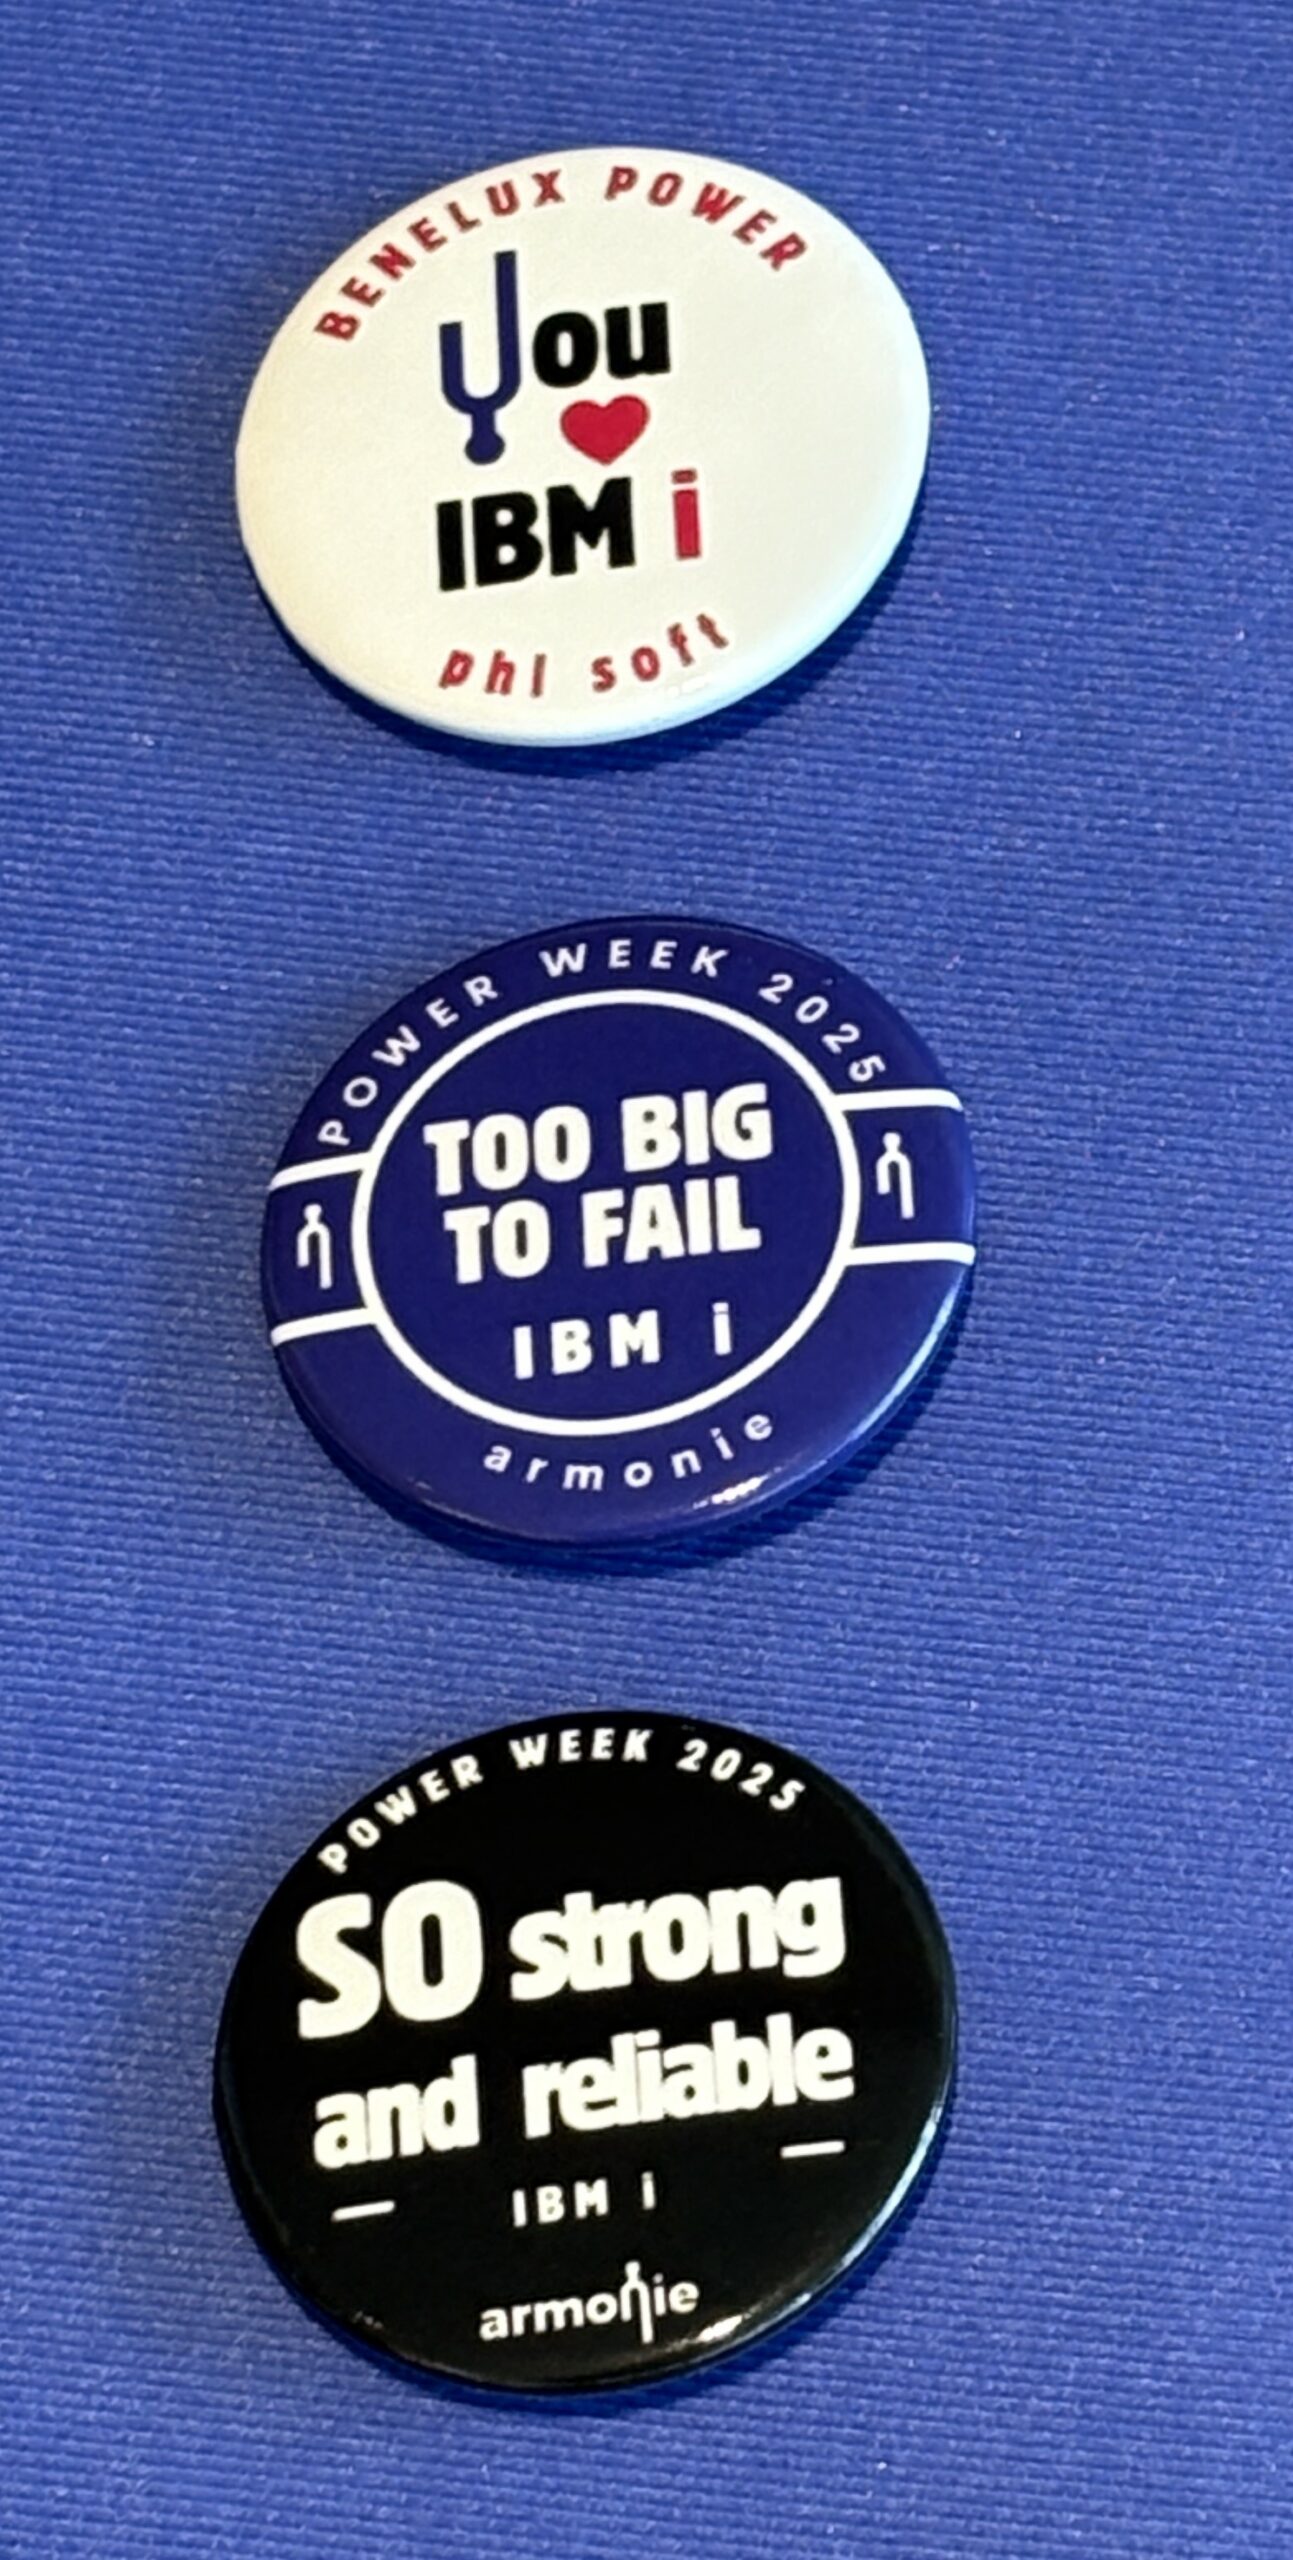 BENELUX POWER
You
❤
IBM i
phi soft
POWER WEEK 2025
TOO BIG
TO FAIL
IBM i
armonie
POWER WEEK 2025
SO strong
and reliable
IBM i
armonie